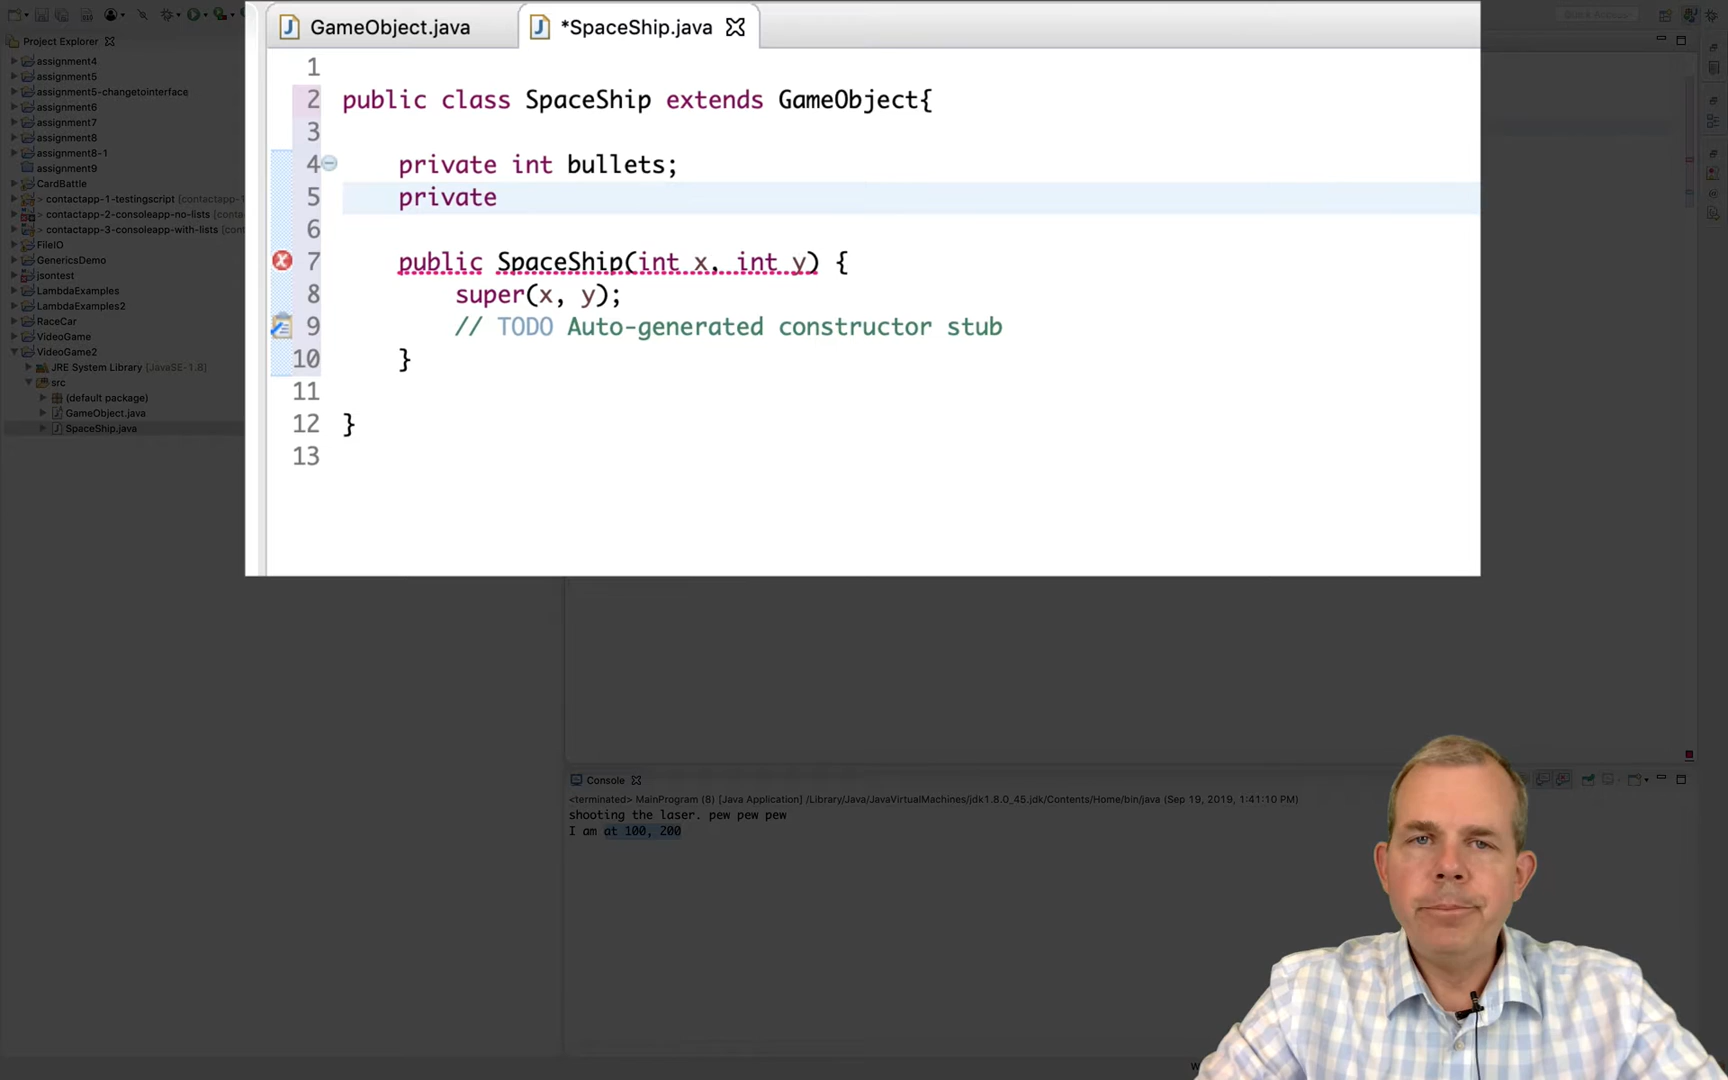 GameObject.java
*SpaceShip.java
1
2 public class SpaceShip extends GameObject{
3
4 private int bullets;
5 private
6
7 public SpaceShip(int x, int y) {
8 super(x, y);
9 // TODO Auto-generated constructor stub
10 }
11
12 }
13
Project Explorer
assignment4
assignment5
assignment5-changetointerface
assignment6
assignment7
assignment8
assignment8-1
assignment9
CardBattle
> contactapp-1-testingscript [contactapp-1
> contactapp-2-consoleapp-no-lists [conta
> contactapp-3-consoleapp-with-lists [
FileIO
GenericsDemo
jsontest
LambdaExamples
LambdaExamples2
RaceCar
VideoGame
VideoGame2
JRE System Library [JavaSE-1.8]
src
(default package)
GameObject.java
SpaceShip.java
Console
<terminated> MainProgram (8) [Java Application] /Library/Java/JavaVirtualMachines/jdk1.8.0_45.jdk/Contents/Home/bin/java (Sep 19, 2019, 1:41:10 PM)
shooting the laser. pew pew pew
I am at 100, 200